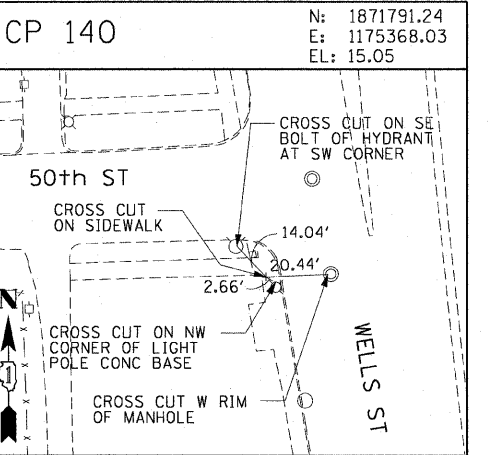 CP 140
N: 1871791.24
E: 1175368.03
EL: 15.05
CROSS CUT ON SE
BOLT OF HYDRANT
AT SW CORNER
50th ST
CROSS CUT
ON SIDEWALK
14.04'
20.44'
2.66'
N
CROSS CUT ON NW
CORNER OF LIGHT
POLE CONC BASE
WELLS ST
1
CROSS CUT W RIM
OF MANHOLE